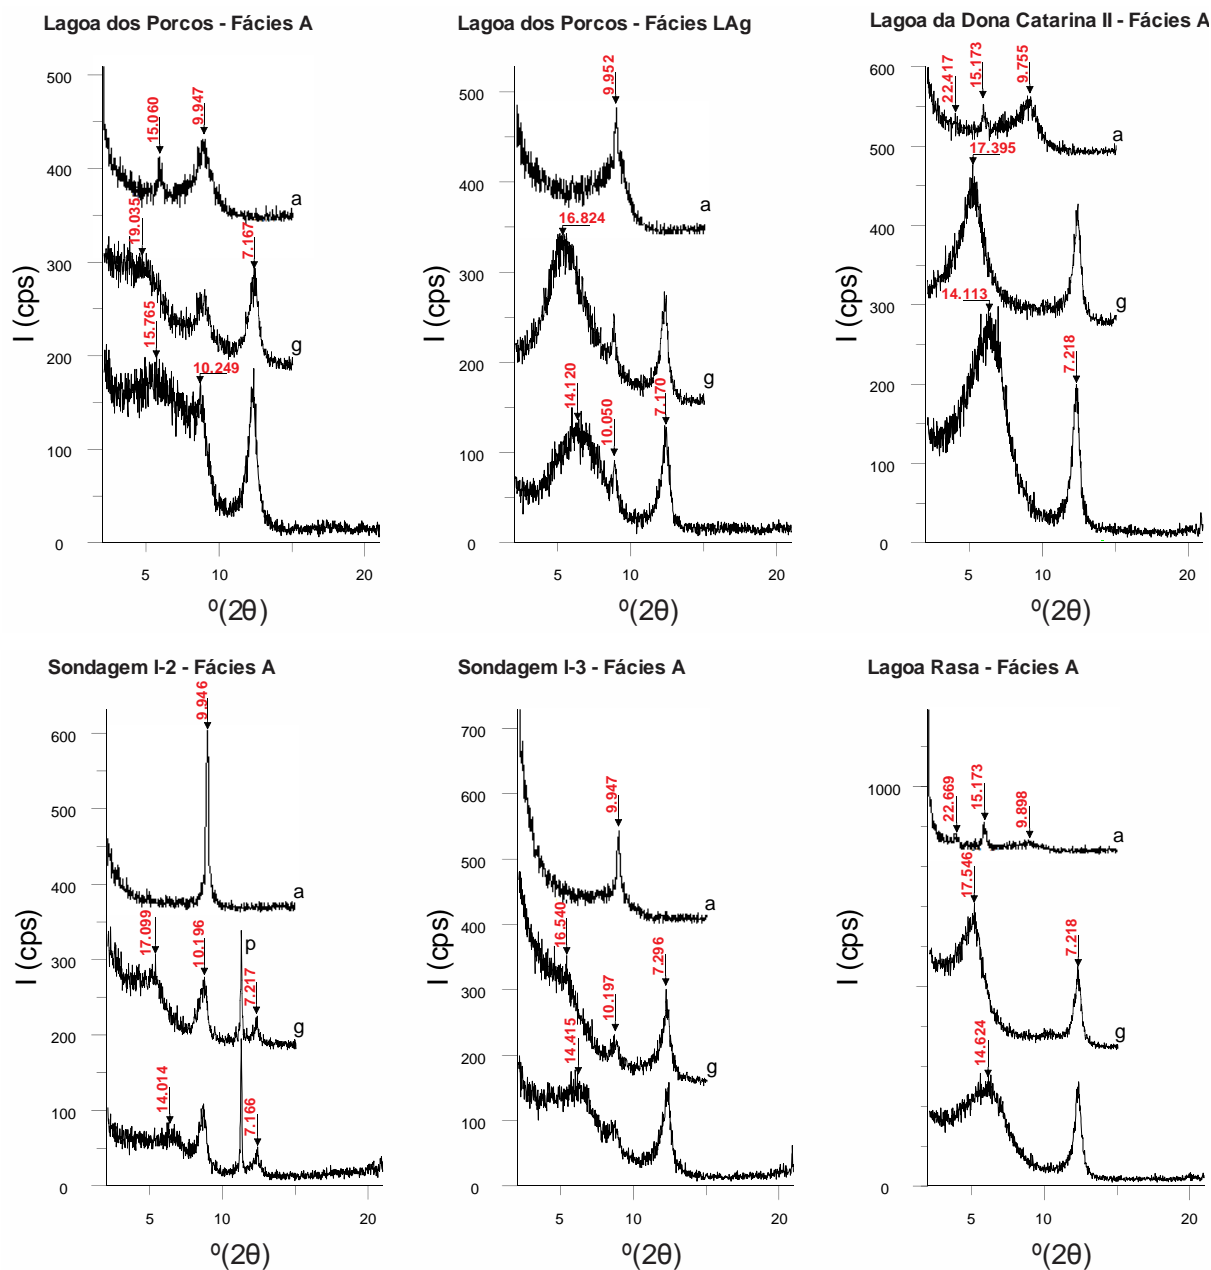 Lagoa dos Porcos - Fácies A
500
400
300
200
100
0
5
10
20
I (cps)
º(2θ)
15.060
9.947
a
19.035
7.167
g
15.765
10.249
Lagoa dos Porcos - Fácies LAg
500
400
300
200
100
0
5
10
20
I (cps)
º(2θ)
9.952
a
16.824
g
14.120
10.050
7.170
Lagoa da Dona Catarina II - Fácies A
600
500
400
300
200
100
0
5
10
20
I (cps)
º(2θ)
22.417
15.173
9.755
a
17.395
g
14.113
7.218
Sondagem I-2 - Fácies A
600
500
400
300
200
100
0
5
10
20
I (cps)
º(2θ)
9.946
a
17.099
10.196
p
7.217
g
14.014
7.166
Sondagem I-3 - Fácies A
700
600
500
400
300
200
100
0
5
10
20
I (cps)
º(2θ)
9.947
a
16.540
10.197
7.296
g
14.415
Lagoa Rasa - Fácies A
1000
0
5
10
20
I (cps)
º(2θ)
22.669
15.173
9.898
a
17.546
7.218
g
14.624